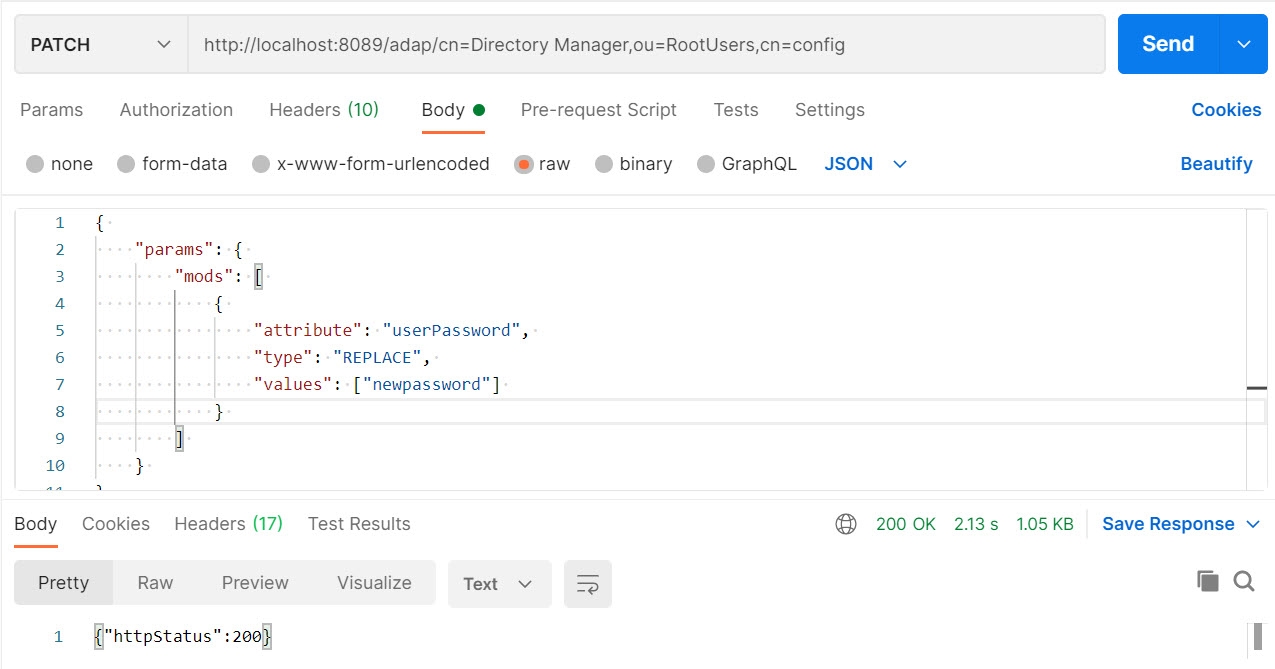 PATCH http://localhost:8089/adap/cn=Directory Manager,ou=RootUsers,cn=config Send
Params Authorization Headers (10) Body Pre-request Script Tests Settings Cookies
none form-data x-www-form-urlencoded raw binary GraphQL JSON Beautify
1 {
2 "params": {
3 "mods": [
4 {
5 "attribute": "userPassword",
6 "type": "REPLACE",
7 "values": ["newpassword"]
8 }
9 ]
10 }
11 }
Body Cookies Headers (17) Test Results 200 OK 2.13 s 1.05 KB Save Response
Pretty Raw Preview Visualize Text
1 {"httpStatus":200}